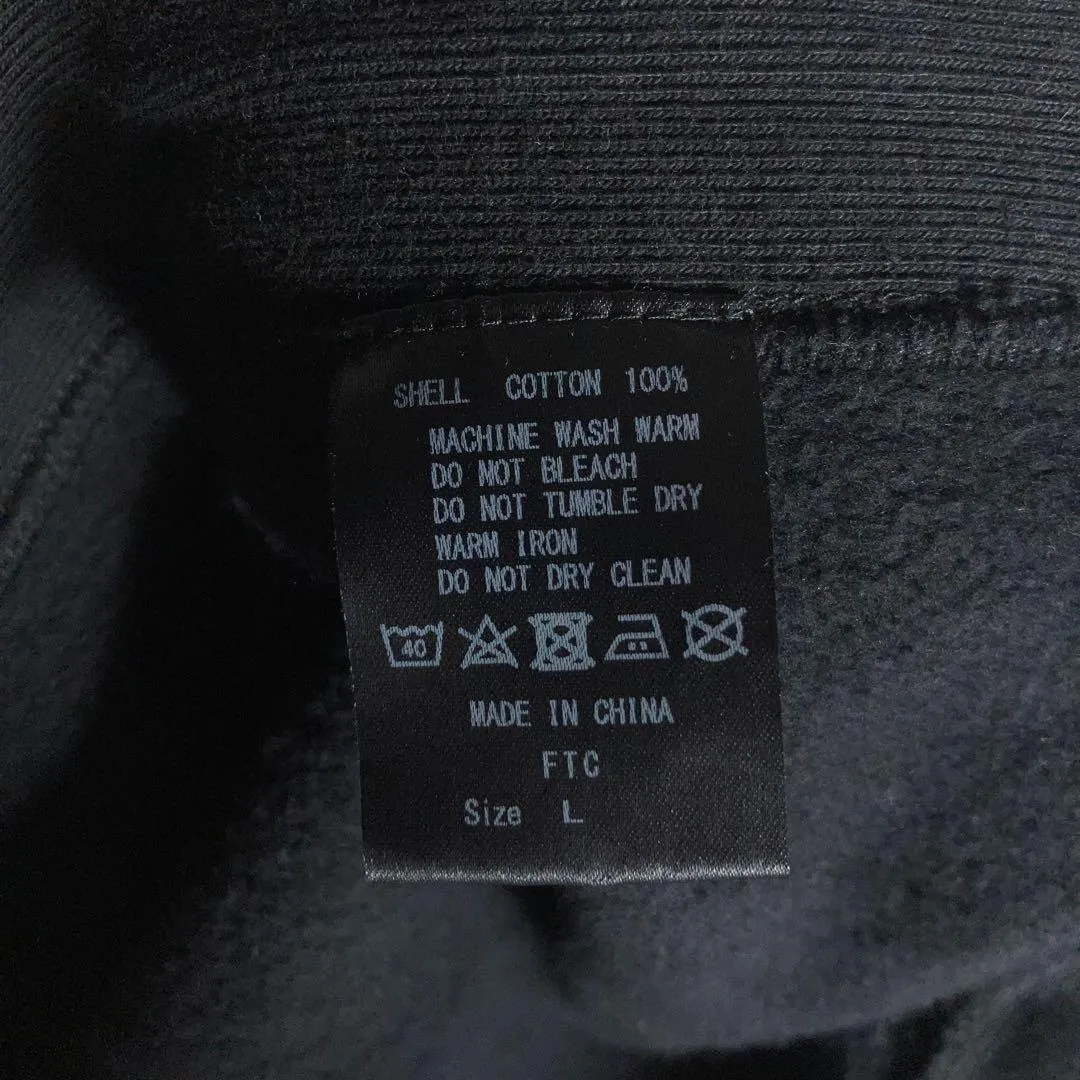 SHELL COTTON 100%
MACHINE WASH WARM
DO NOT BLEACH
DO NOT TUMBLE DRY
WARM IRON
DO NOT DRY CLEAN
40
MADE IN CHINA
FTC
Size L